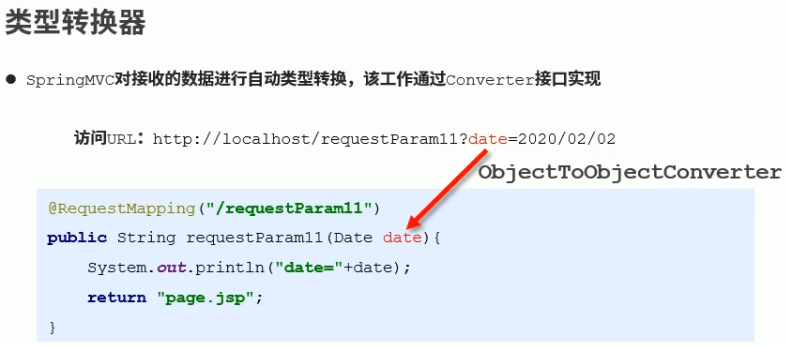 类型转换器
● SpringMVC对接收的数据进行自动类型转换，该工作通过Converter接口实现
访问URL：http://localhost/requestParam11?date=2020/02/02
ObjectToObjectConverter
@RequestMapping("/requestParam11")
public String requestParam11(Date date){
System.out.println("date="+date);
return "page.jsp";
}